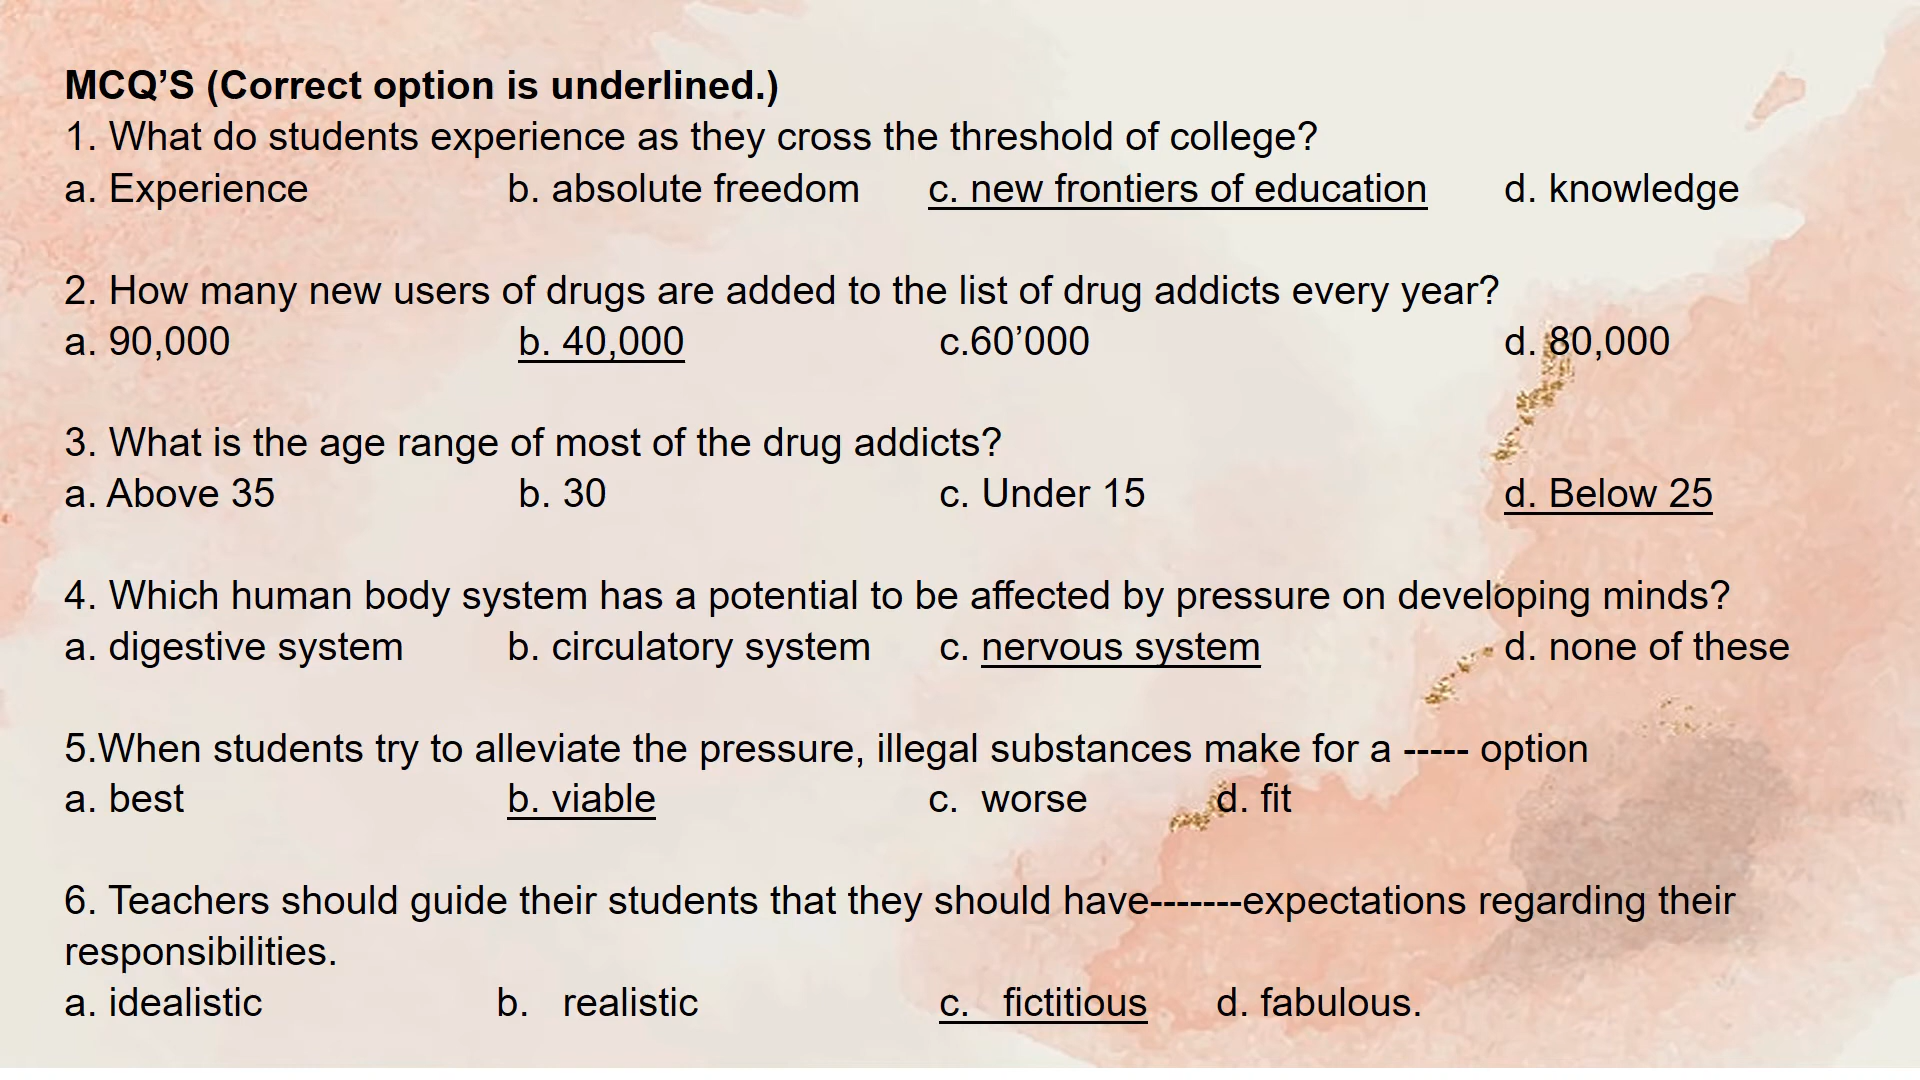 MCQ’S (Correct option is underlined.)
1. What do students experience as they cross the threshold of college?
a. Experience b. absolute freedom c. new frontiers of education d. knowledge
2. How many new users of drugs are added to the list of drug addicts every year?
a. 90,000 b. 40,000 c.60’000 d. 80,000
3. What is the age range of most of the drug addicts?
a. Above 35 b. 30 c. Under 15 d. Below 25
4. Which human body system has a potential to be affected by pressure on developing minds?
a. digestive system b. circulatory system c. nervous system d. none of these
5.When students try to alleviate the pressure, illegal substances make for a ----- option
a. best b. viable c. worse d. fit
6. Teachers should guide their students that they should have-------expectations regarding their
responsibilities.
a. idealistic b. realistic c. fictitious d. fabulous.